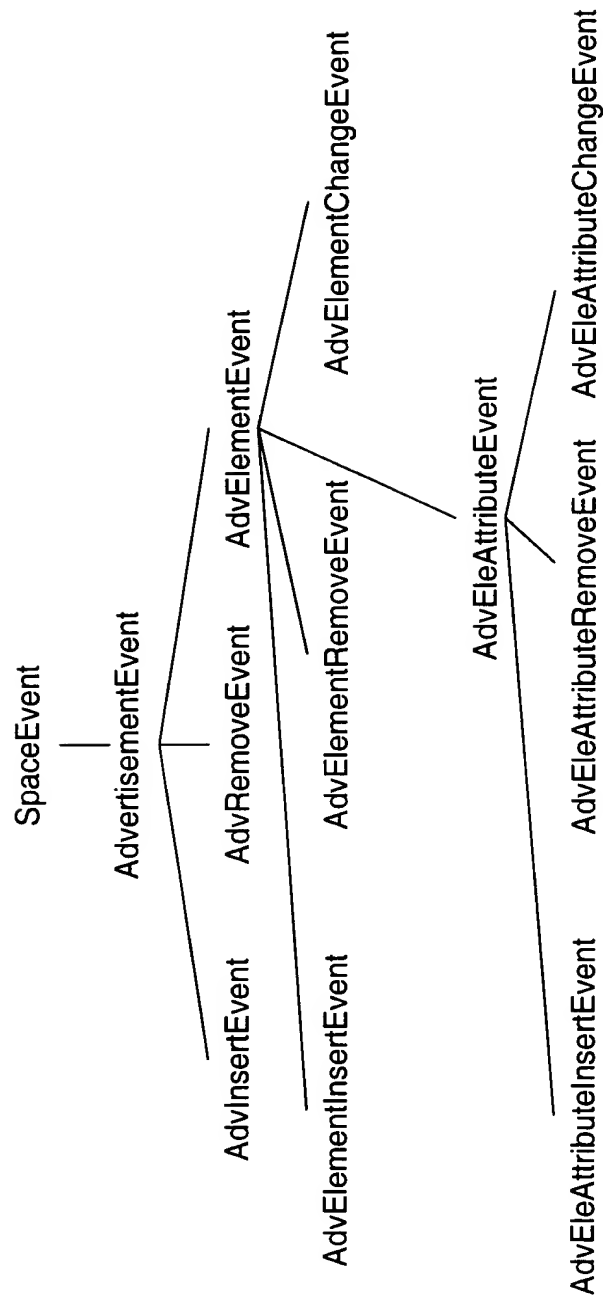 SpaceEvent
AdvertisementEvent
AdvInsertEvent
AdvRemoveEvent
AdvElementEvent
AdvElementInsertEvent
AdvElementRemoveEvent
AdvElementChangeEvent
AdvEleAttributeEvent
AdvEleAttributeInsertEvent
AdvEleAttributeRemoveEvent
AdvEleAttributeChangeEvent